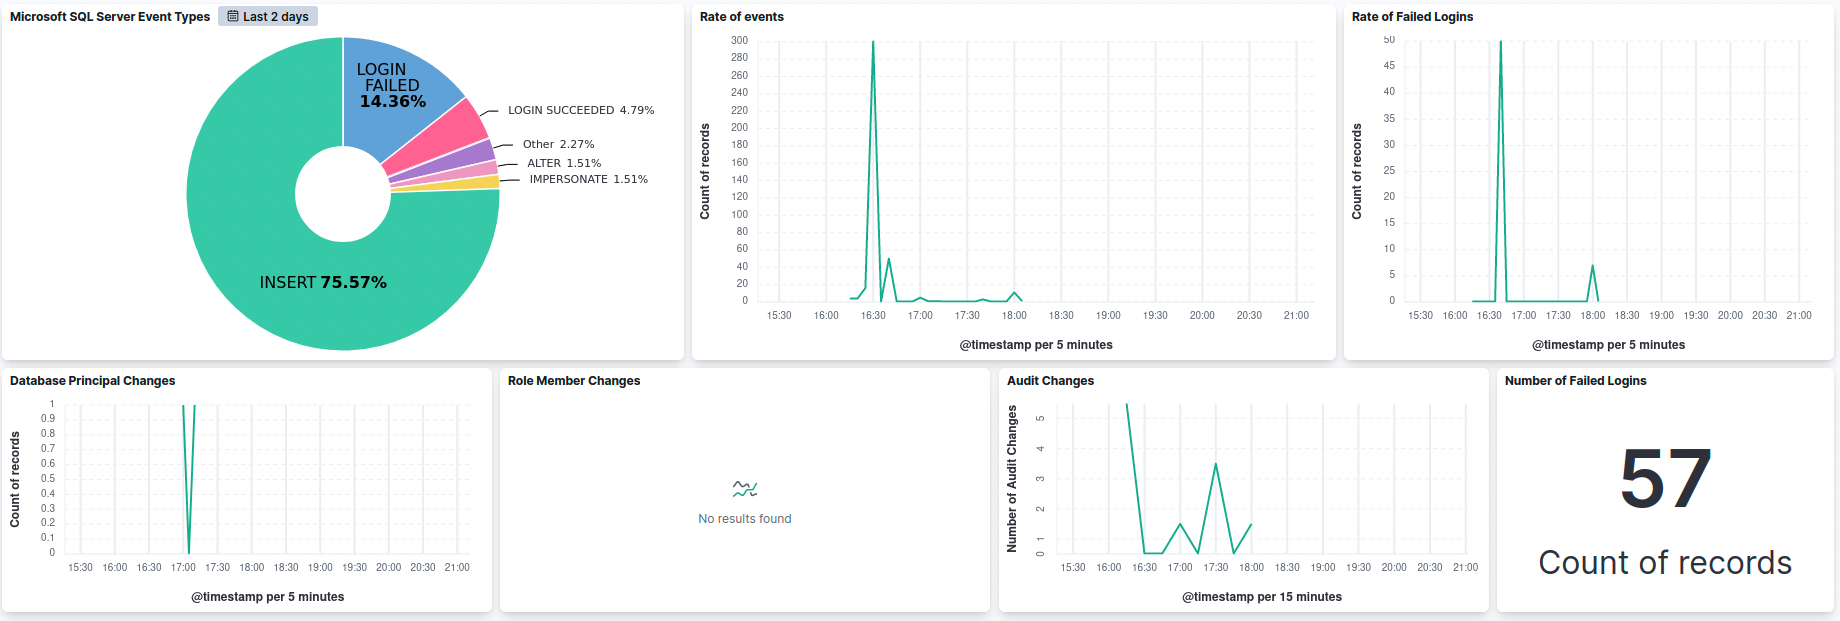 Microsoft SQL Server Event Types
Last 2 days
LOGIN
FAILED
14.36%
LOGIN SUCCEEDED 4.79%
Other 2.27%
ALTER 1.51%
IMPERSONATE 1.51%
INSERT 75.57%
Rate of events
Count of records
300
280
260
240
220
200
180
160
140
120
100
80
60
40
20
0
15:30 16:00 16:30 17:00 17:30 18:00 18:30 19:00 19:30 20:00 20:30 21:00
@timestamp per 5 minutes
Rate of Failed Logins
Count of records
50
45
40
35
30
25
20
15
10
5
0
15:30 16:00 16:30 17:00 17:30 18:00 18:30 19:00 19:30 20:00 20:30 21:00
@timestamp per 5 minutes
Database Principal Changes
Count of records
1
0.9
0.8
0.7
0.6
0.5
0.4
0.3
0.2
0.1
0
15:30 16:00 16:30 17:00 17:30 18:00 18:30 19:00 19:30 20:00 20:30 21:00
@timestamp per 5 minutes
Role Member Changes
No results found
Audit Changes
Number of Audit Changes
5
4
3
2
1
0
15:30 16:00 16:30 17:00 17:30 18:00 18:30 19:00 19:30 20:00 20:30 21:00
@timestamp per 15 minutes
Number of Failed Logins
57
Count of records